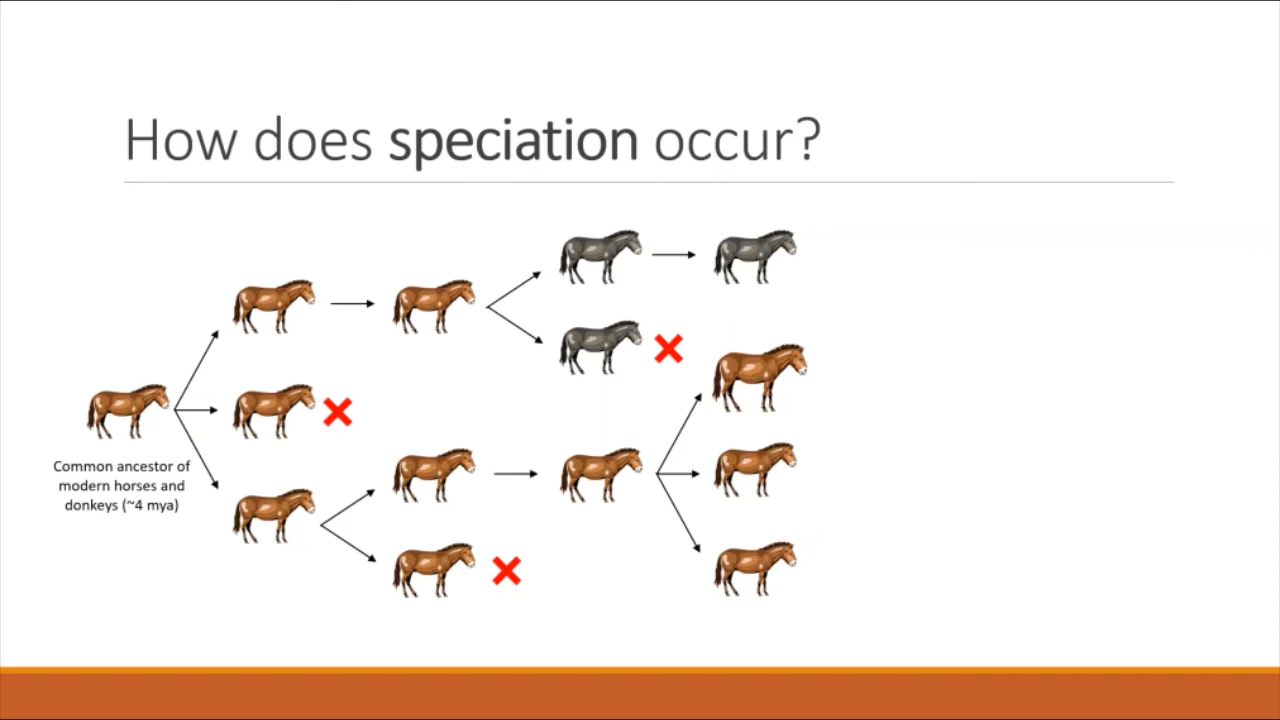 How does speciation occur?
Common ancestor of
modern horses and
donkeys (~4 mya)